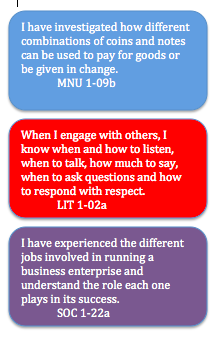 I have investigated how different
combinations of coins and notes
can be used to pay for goods or
be given in change.
MNU 1-09b
When I engage with others, I
know when and how to listen,
when to talk, how much to say,
when to ask questions and how
to respond with respect.
LIT 1-02a
I have experienced the different
jobs involved in running a
business enterprise and
understand the role each one
plays in its success.
SOC 1-22a